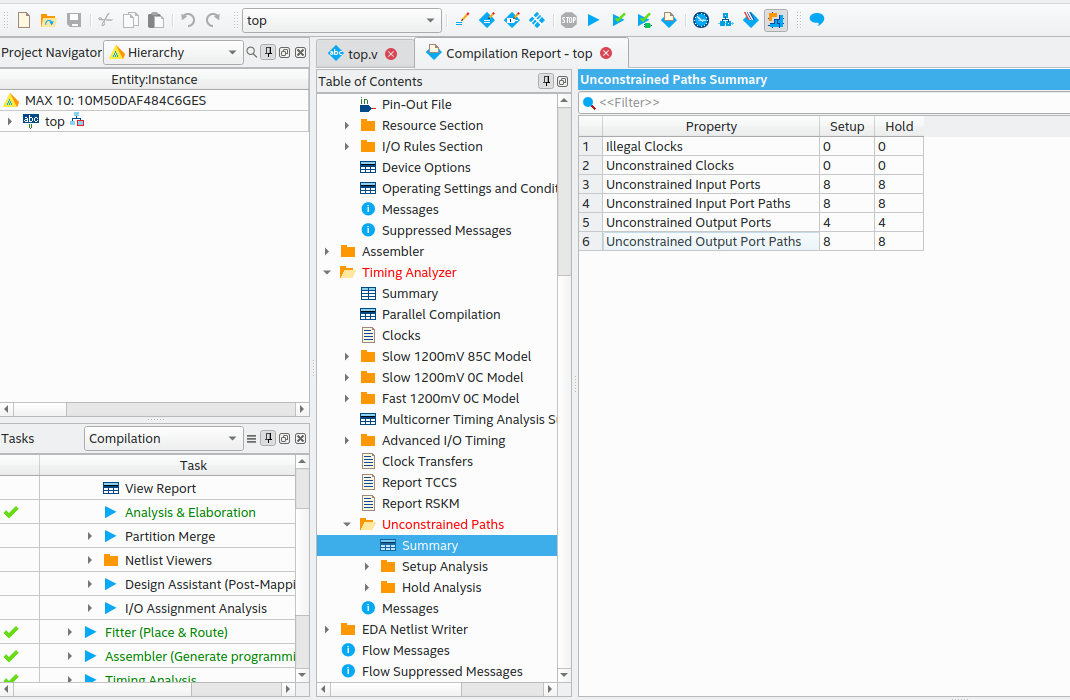 top
Project Navigator
Hierarchy
Entity:Instance
MAX 10: 10M50DAF484C6GES
abc top
Tasks
Compilation
Task
View Report
Analysis & Elaboration
Partition Merge
Netlist Viewers
Design Assistant (Post-Mappi
I/O Assignment Analysis
Fitter (Place & Route)
Assembler (Generate programmi
Timing Analysis
abc top.v
Compilation Report - top
Table of Contents
Pin-Out File
Resource Section
I/O Rules Section
Device Options
Operating Settings and Condit
Messages
Suppressed Messages
Assembler
Timing Analyzer
Summary
Parallel Compilation
Clocks
Slow 1200mV 85C Model
Slow 1200mV 0C Model
Fast 1200mV 0C Model
Multicorner Timing Analysis S
Advanced I/O Timing
Clock Transfers
Report TCCS
Report RSKM
Unconstrained Paths
Summary
Setup Analysis
Hold Analysis
Messages
EDA Netlist Writer
Flow Messages
Flow Suppressed Messages
Unconstrained Paths Summary
<<Filter>>
Property Setup Hold
1 Illegal Clocks 0 0
2 Unconstrained Clocks 0 0
3 Unconstrained Input Ports 8 8
4 Unconstrained Input Port Paths 8 8
5 Unconstrained Output Ports 4 4
6 Unconstrained Output Port Paths 8 8
STOP